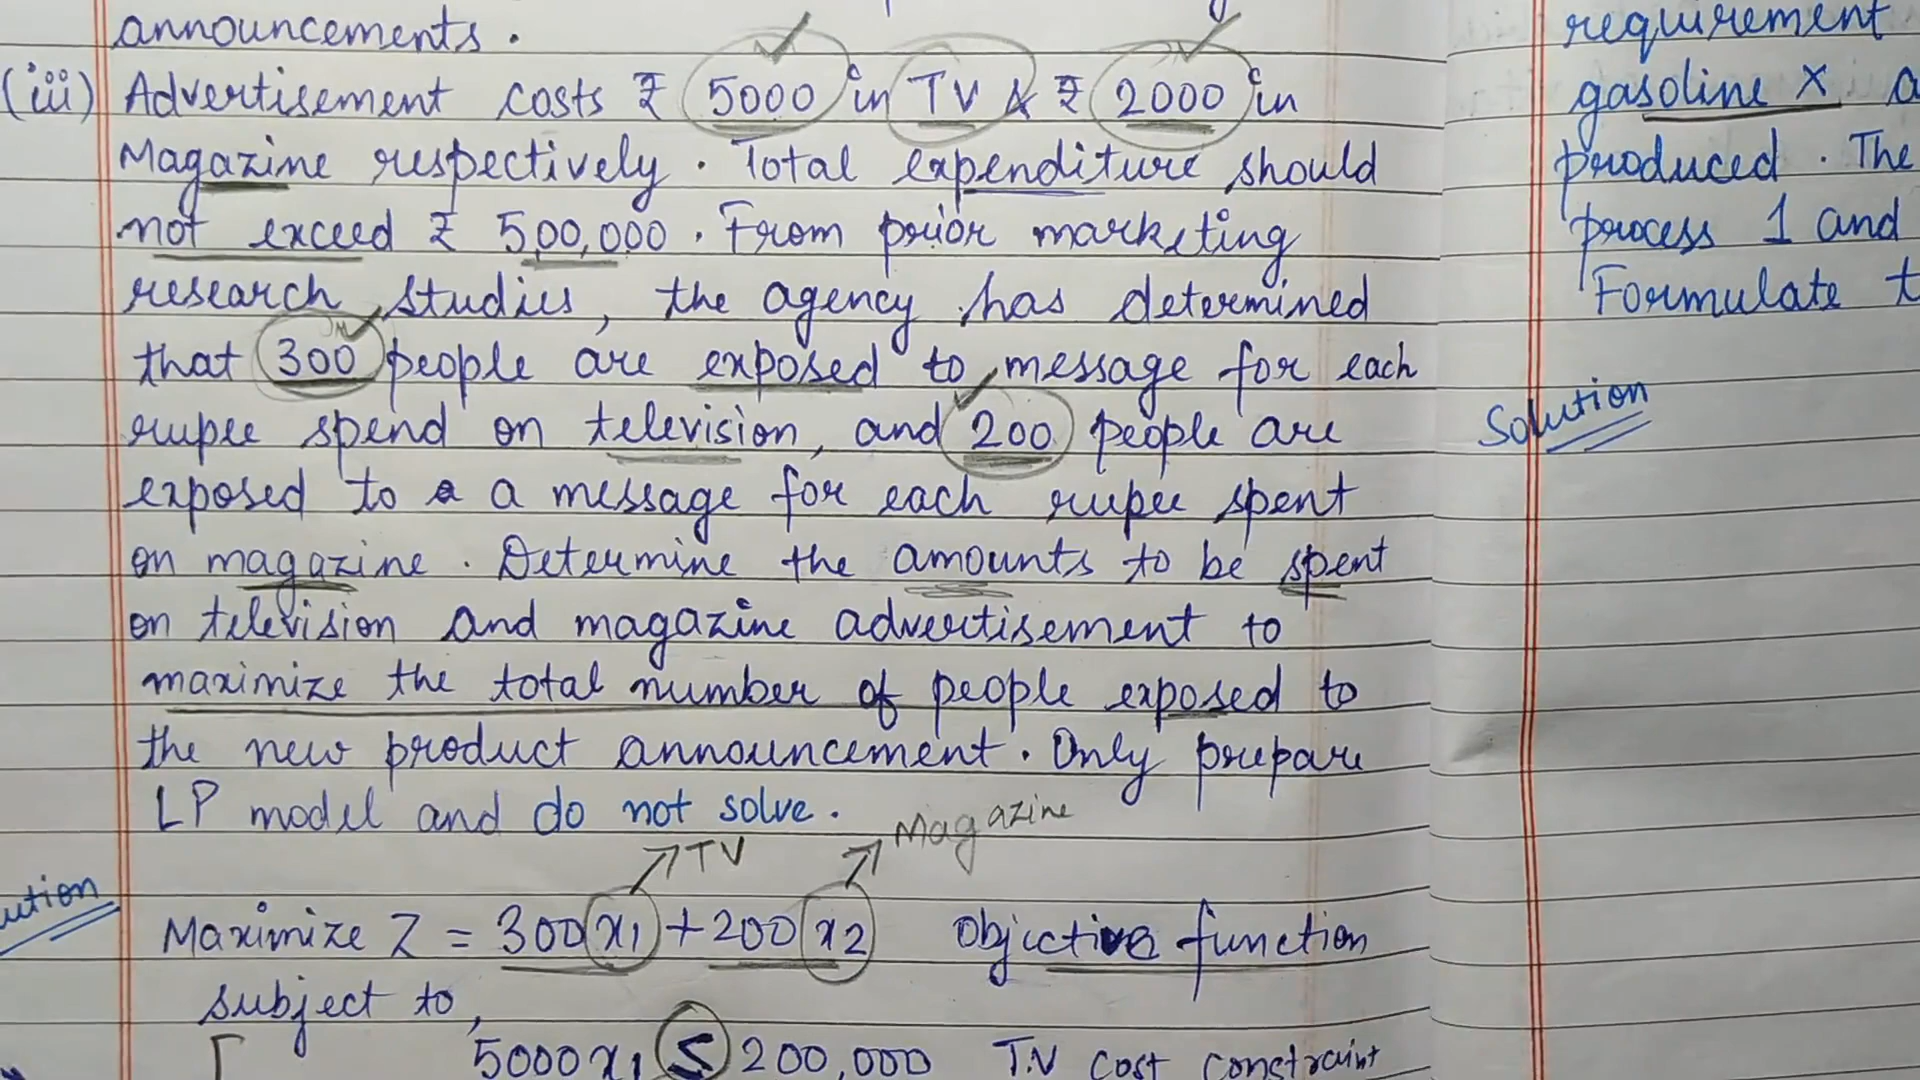 announcements.
(iii) Advertisement costs ₹ 5000 in TV & ₹ 2000 in
Magazine respectively. Total expenditure should
not exceed ₹ 500,000. From prior marketing
research studies, the agency has determined
that 300 people are exposed to message for each
rupee spend on television, and 200 people are
exposed to a message for each rupee spent
on magazine. Determine the amounts to be spent
on television and magazine advertisement to
maximize the total number of people exposed to
the new product announcement. Only prepare
LP model and do not solve.
TV Magazine
ution
Maximize Z = 300x1 + 200x2 Objective function
subject to,
5000x1 ≤ 200,000 T.V cost constraint
requirement
gasoline X a
produced. The
process 1 and
Formulate t
Solution